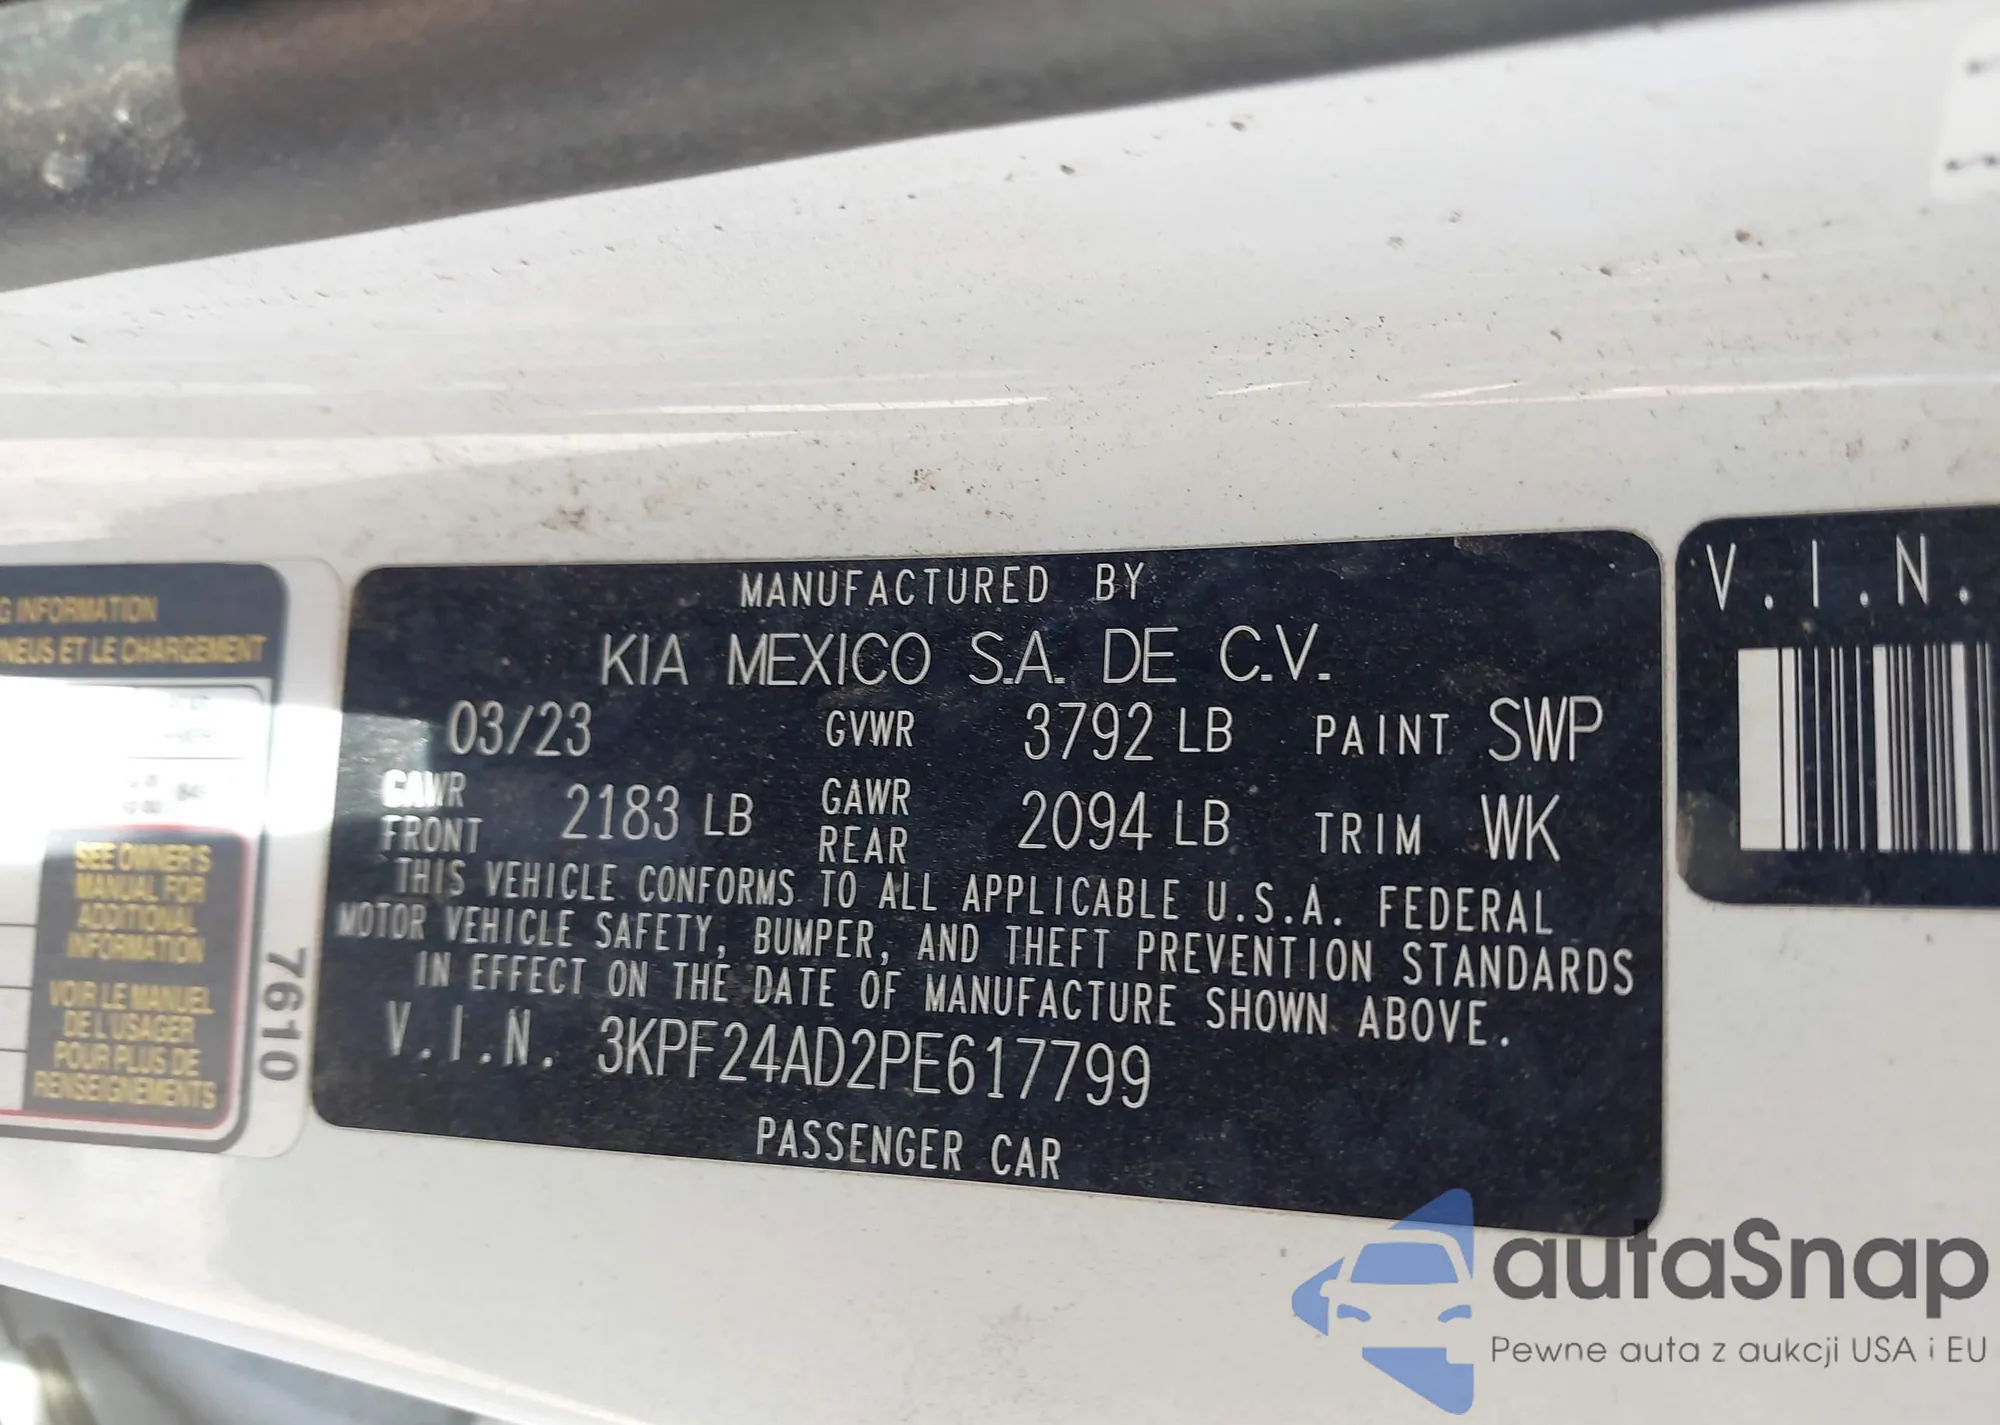 G INFORMATION
NEUS ET LE CHARGEMENT
SEE OWNER'S
MANUAL FOR
ADDITIONAL
INFORMATION
VOIR LE MANUEL
DE L'USAGER
POUR PLUS DE
RENSEIGNEMENTS
7610
MANUFACTURED BY
KIA MEXICO S.A. DE C.V.
03/23 GVWR 3792 LB PAINT SWP
GAWR FRONT 2183 LB GAWR REAR 2094 LB TRIM WK
THIS VEHICLE CONFORMS TO ALL APPLICABLE U.S.A. FEDERAL
MOTOR VEHICLE SAFETY, BUMPER, AND THEFT PREVENTION STANDARDS
IN EFFECT ON THE DATE OF MANUFACTURE SHOWN ABOVE.
V.I.N. 3KPF24AD2PE617799
PASSENGER CAR
V.I.N.
autaSnap
Pewne auta z aukcji USA i EU